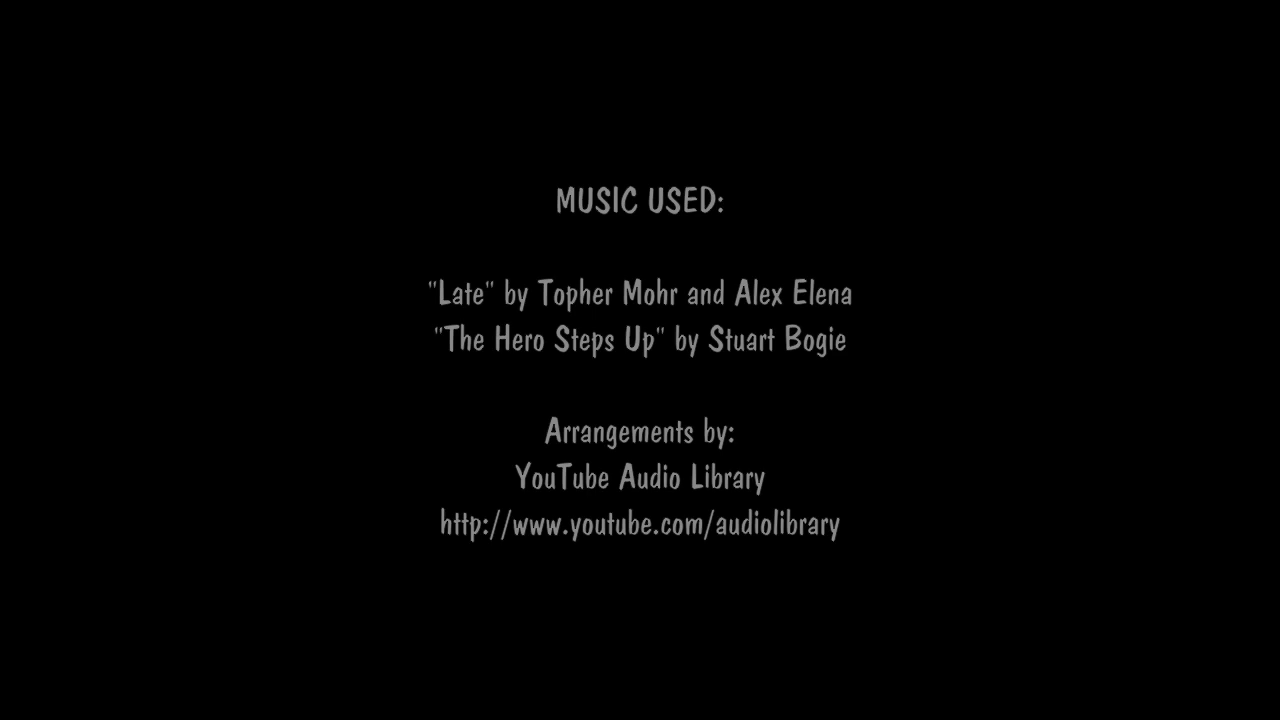 MUSIC USED:
"Late" by Topher Mohr and Alex Elena
"The Hero Steps Up" by Stuart Bogie
Arrangements by:
YouTube Audio Library
http://www.youtube.com/audiolibrary